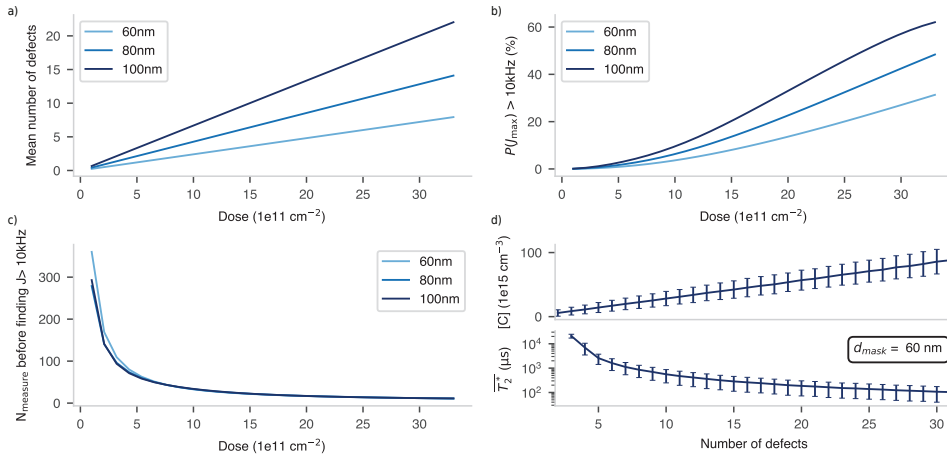 a)
60nm
80nm
100nm
Mean number of defects
20
15
10
5
0
0 5 10 15 20 25 30
Dose (1e11 cm⁻²)
b)
60nm
80nm
100nm
P(J_max) > 10kHz (%)
60
40
20
0
0 5 10 15 20 25 30
Dose (1e11 cm⁻²)
c)
60nm
80nm
100nm
N_measure before finding J> 10kHz
300
200
100
0
0 5 10 15 20 25 30
Dose (1e11 cm⁻²)
d)
[C] (1e15 cm⁻³)
100
0
d_mask = 60 nm
T₂* (μs)
10⁴
10³
10²
5 10 15 20 25 30
Number of defects